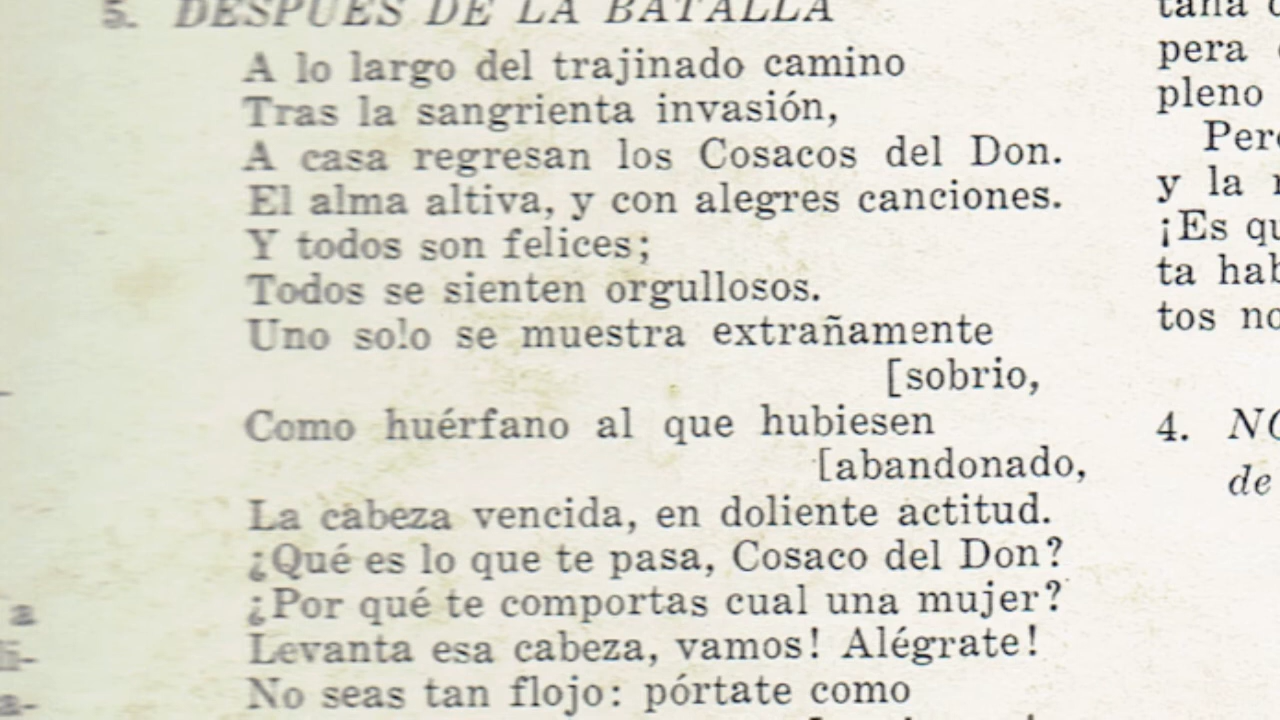 5. DESPUES DE LA BATALLA
A lo largo del trajinado camino
Tras la sangrienta invasión,
A casa regresan los Cosacos del Don.
El alma altiva, y con alegres canciones.
Y todos son felices;
Todos se sienten orgullosos.
Uno solo se muestra extrañamente
[sobrio,
Como huérfano al que hubiesen
[abandonado,
La cabeza vencida, en doliente actitud.
¿Qué es lo que te pasa, Cosaco del Don?
¿Por qué te comportas cual una mujer?
Levanta esa cabeza, vamos! Alégrate!
No seas tan flojo: pórtate como
a
li-
a-
pera
pleno
y la
¡Es
ta
tos
4.
de